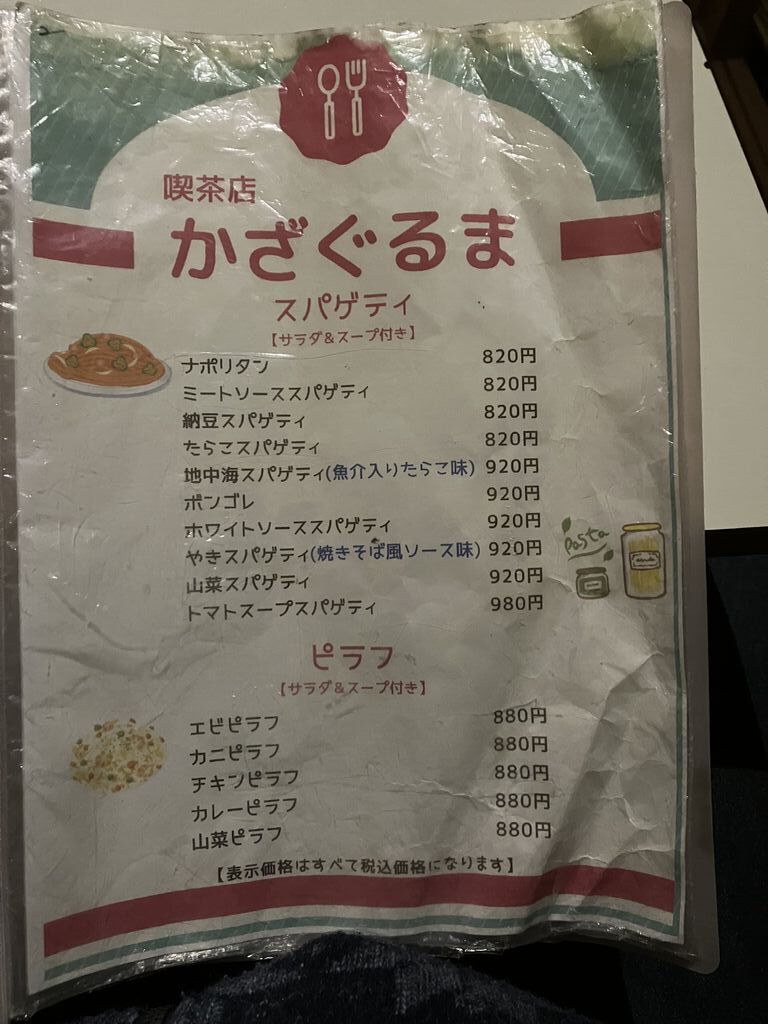 喫茶店
かざぐるま
スパゲティ
【サラダ&スープ付き】
ナポリタン 820円
ミートソーススパゲティ 820円
納豆スパゲティ 820円
たらこスパゲティ 820円
地中海スパゲティ(魚介入りたらこ味) 920円
ボンゴレ 920円
ホワイトソーススパゲティ 920円
やきスパゲティ(焼きそば風ソース味) 920円
山菜スパゲティ 920円
トマトスープスパゲティ 980円
Pasta
ピラフ
【サラダ&スープ付き】
エビピラフ 880円
カニピラフ 880円
チキンピラフ 880円
カレーピラフ 880円
山菜ピラフ 880円
【表示価格はすべて税込価格になります】